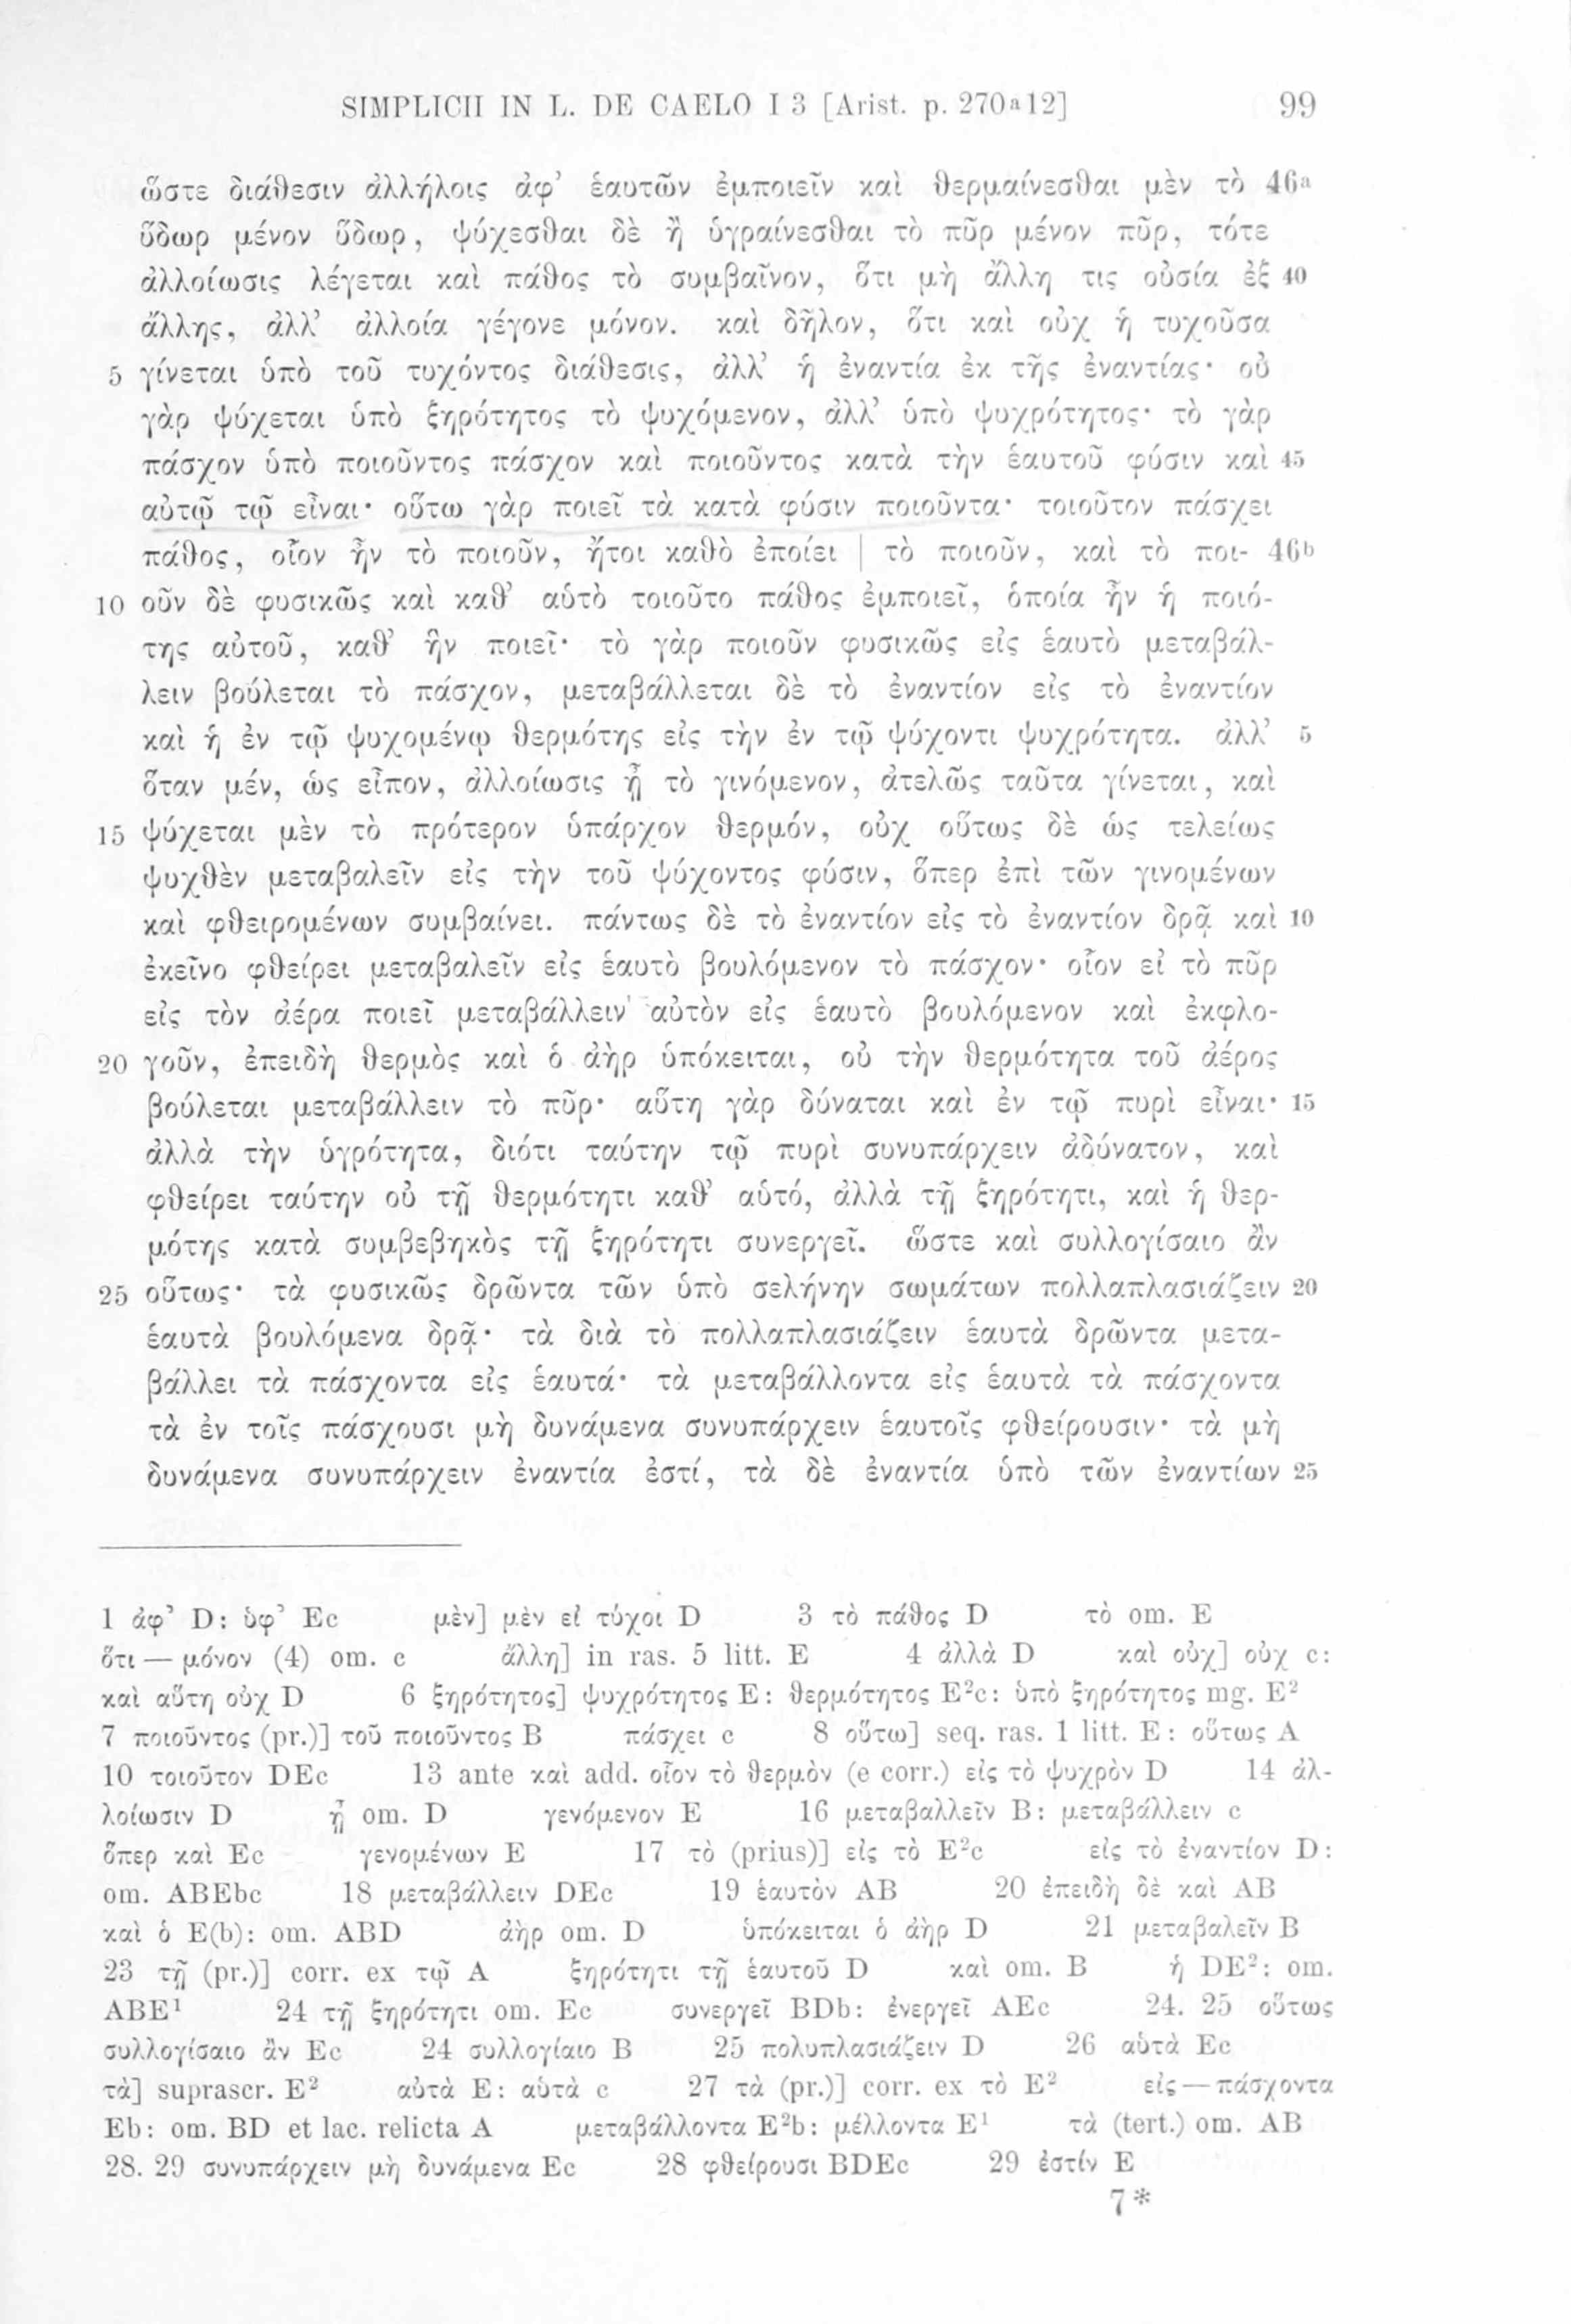 SIMPLICII IN L. DE CAELO I 3 [Arist. p. 270a12] 99
ὥστε διάθεσιν ἀλλήλοις ἀφ’ ἑαυτῶν ἐμποιεῖν καὶ θερμαίνεσθαι μὲν τὸ 46a
ὕδωρ μένον ὕδωρ, ψύχεσθαι δὲ ἢ ὑγραίνεσθαι τὸ πῦρ μένον πῦρ, τότε
ἀλλοίωσις λέγεται καὶ πάθος τὸ συμβαῖνον, ὅτι μὴ ἄλλη τις οὐσία ἐξ 40
ἄλλης, ἀλλ’ ἀλλοία γέγονε μόνον. καὶ δῆλον, ὅτι καὶ οὐχ ἡ τυχοῦσα
5 γίνεται ὑπὸ τοῦ τυχόντος διάθεσις, ἀλλ’ ἡ ἐναντία ἐκ τῆς ἐναντίας· οὐ
γὰρ ψύχεται ὑπὸ ξηρότητος τὸ ψυχόμενον, ἀλλ’ ὑπὸ ψυχρότητος· τὸ γὰρ
πάσχον ὑπὸ ποιοῦντος πάσχον καὶ ποιοῦντος κατὰ τὴν ἑαυτοῦ φύσιν καὶ 45
αὐτῷ τῷ εἶναι· οὕτω γὰρ ποιεῖ τὰ κατὰ φύσιν ποιοῦντα· τοιοῦτον πάσχει
πάθος, οἷον ἦν τὸ ποιοῦν, ἤτοι καθὸ ἐποίει | τὸ ποιοῦν, καὶ τὸ ποι- 46b
10 οῦν δὲ φυσικῶς καὶ καθ’ αὑτὸ τοιοῦτο πάθος ἐμποιεῖ, ὁποία ἦν ἡ ποιό-
της αὐτοῦ, καθ’ ἣν ποιεῖ· τὸ γὰρ ποιοῦν φυσικῶς εἰς ἑαυτὸ μεταβάλ-
λειν βούλεται τὸ πάσχον, μεταβάλλεται δὲ τὸ ἐναντίον εἰς τὸ ἐναντίον
καὶ ἡ ἐν τῷ ψυχομένῳ θερμότης εἰς τὴν ἐν τῷ ψύχοντι ψυχρότητα. ἀλλ’ 5
ὅταν μέν, ὡς εἶπον, ἀλλοίωσις ᾖ τὸ γινόμενον, ἀτελῶς ταῦτα γίνεται, καὶ
15 ψύχεται μὲν τὸ πρότερον ὑπάρχον θερμόν, οὐχ οὕτως δὲ ὡς τελείως
ψυχθὲν μεταβαλεῖν εἰς τὴν τοῦ ψύχοντος φύσιν, ὅπερ ἐπὶ τῶν γινομένων
καὶ φθειρομένων συμβαίνει. πάντως δὲ τὸ ἐναντίον εἰς τὸ ἐναντίον δρᾷ καὶ 10
ἐκεῖνο φθείρει μεταβαλεῖν εἰς ἑαυτὸ βουλόμενον τὸ πάσχον· οἷον εἰ τὸ πῦρ
εἰς τὸν ἀέρα ποιεῖ μεταβάλλειν αὐτὸν εἰς ἑαυτὸ βουλόμενον καὶ ἐκφλο-
20 γοῦν, ἐπειδὴ θερμὸς καὶ ὁ ἀὴρ ὑπόκειται, οὐ τὴν θερμότητα τοῦ ἀέρος
βούλεται μεταβάλλειν τὸ πῦρ· αὕτη γὰρ δύναται καὶ ἐν τῷ πυρὶ εἶναι· 15
ἀλλὰ τὴν ὑγρότητα, διότι ταύτην τῷ πυρὶ συνυπάρχειν ἀδύνατον, καὶ
φθείρει ταύτην οὐ τῇ θερμότητι καθ’ αὑτό, ἀλλὰ τῇ ξηρότητι, καὶ ἡ θερ-
μότης κατὰ συμβεβηκὸς τῇ ξηρότητι συνεργεῖ. ὥστε καὶ συλλογίσαιο ἂν
25 οὕτως· τὰ φυσικῶς δρῶντα τῶν ὑπὸ σελήνην σωμάτων πολλαπλασιάζειν 20
ἑαυτὰ βουλόμενα δρᾷ· τὰ διὰ τὸ πολλαπλασιάζειν ἑαυτὰ δρῶντα μετα-
βάλλει τὰ πάσχοντα εἰς ἑαυτά· τὰ μεταβάλλοντα εἰς ἑαυτὰ τὰ πάσχοντα
τὰ ἐν τοῖς πάσχουσι μὴ δυνάμενα συνυπάρχειν ἑαυτοῖς φθείρουσιν· τὰ μὴ
δυνάμενα συνυπάρχειν ἐναντία ἐστί, τὰ δὲ ἐναντία ὑπὸ τῶν ἐναντίων 25
1 ἀφ’ D: ὑφ’ Ec μὲν] μὲν εἰ τύχοι D 3 τὸ πάθος D τὸ om. E
ὅτι — μόνον (4) om. c ἄλλη] in ras. 5 litt. E 4 ἀλλὰ D καὶ οὐχ] οὐχ c:
καὶ αὕτη οὐχ D 6 ξηρότητος] ψυχρότητος E: θερμότητος E²c: ὑπὸ ξηρότητος mg. E²
7 ποιοῦντος (pr.)] τοῦ ποιοῦντος B πάσχει c 8 οὕτω] seq. ras. 1 litt. E: οὕτως A
10 τοιοῦτον DEc 13 ante καὶ add. οἷον τὸ θερμὸν (e corr.) εἰς τὸ ψυχρὸν D 14 ἀλ-
λοίωσιν D ᾖ om. D γενόμενον E 16 μεταβαλλεῖν B: μεταβάλλειν c
ὅπερ καὶ Ec γενομένων E 17 τὸ (prius)] εἰς τὸ E²c εἰς τὸ ἐναντίον D:
om. ABEbc 18 μεταβάλλειν DEc 19 ἑαυτὸν AB 20 ἐπειδὴ δὲ καὶ AB
καὶ ὁ E(b): om. ABD ἀὴρ om. D ὑπόκειται ὁ ἀὴρ D 21 μεταβαλεῖν B
23 τῇ (pr.)] corr. ex τῷ A ξηρότητι τῇ ἑαυτοῦ D καὶ om. B ἡ DE²: om.
ABE¹ 24 τῇ ξηρότητι om. Ec συνεργεῖ BDb: ἐνεργεῖ AEc 24. 25 οὕτως
συλλογίσαιο ἂν Ec 24 συλλογίαιο B 25 πολυπλασιάζειν D 26 αὑτὰ Ec
τὰ] suprascr. E² αὐτὰ E: αὑτὰ c 27 τὰ (pr.)] corr. ex τὸ E² εἰς — πάσχοντα
Eb: om. BD et lac. relicta A μεταβάλλοντα E²b: μέλλοντα E¹ τὰ (tert.) om. AB
28. 29 συνυπάρχειν μὴ δυνάμενα Ec 28 φθείρουσι BDEc 29 ἐστίν E
7*